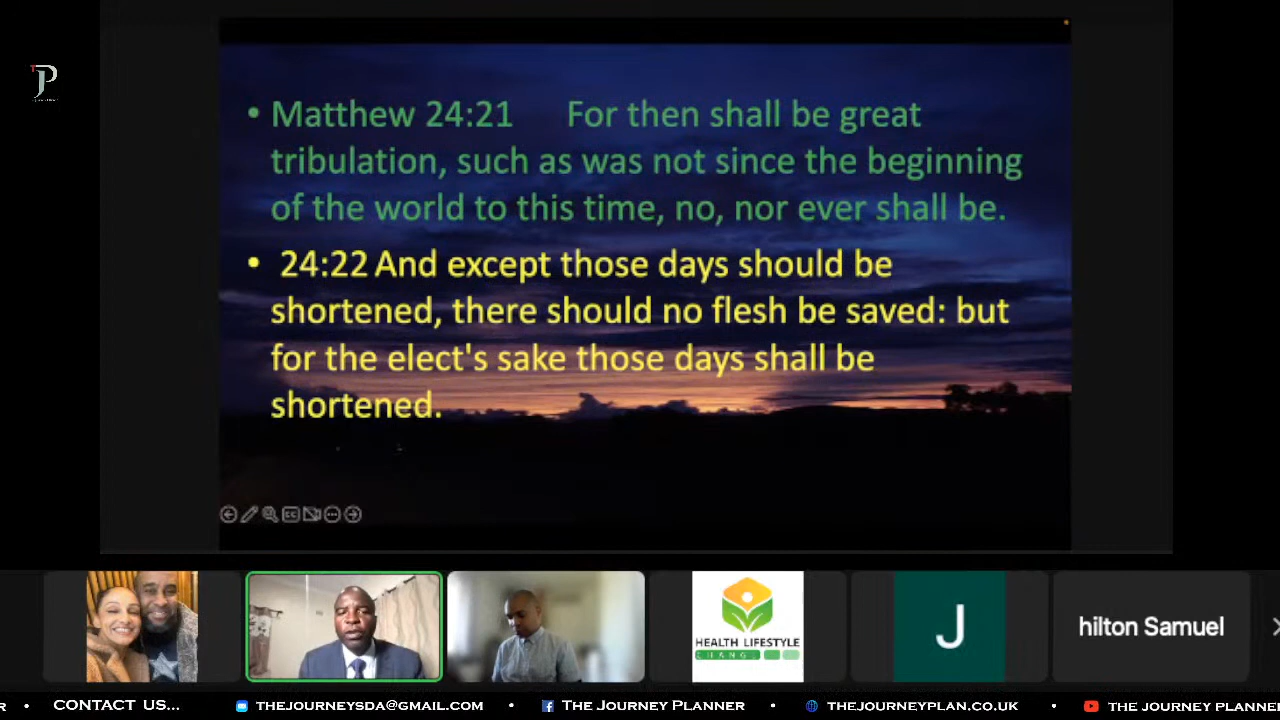 JP
• Matthew 24:21 For then shall be great
tribulation, such as was not since the beginning
of the world to this time, no, nor ever shall be.
• 24:22 And except those days should be
shortened, there should no flesh be saved: but
for the elect's sake those days shall be
shortened.
HEALTH LIFESTYLE
CHANGE
J
hilton Samuel
R • CONTACT US... THEJOURNEYSDA@GMAIL.COM • THE JOURNEY PLANNER • THEJOURNEYPLAN.CO.UK • THE JOURNEY PLANNE